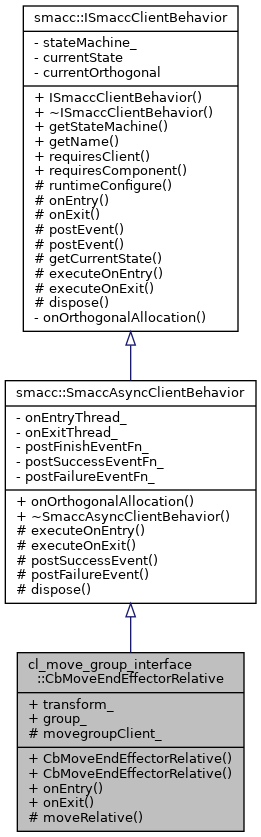 smacc::ISmaccClientBehavior
- stateMachine_
- currentState
- currentOrthogonal
+ ISmaccClientBehavior()
+ ~ISmaccClientBehavior()
+ getStateMachine()
+ getName()
+ requiresClient()
+ requiresComponent()
# runtimeConfigure()
# onEntry()
# onExit()
# postEvent()
# postEvent()
# getCurrentState()
# executeOnEntry()
# executeOnExit()
# dispose()
- onOrthogonalAllocation()
smacc::SmaccAsyncClientBehavior
- onEntryThread_
- onExitThread_
- postFinishEventFn_
- postSuccessEventFn_
- postFailureEventFn_
+ onOrthogonalAllocation()
+ ~SmaccAsyncClientBehavior()
# executeOnEntry()
# executeOnExit()
# postSuccessEvent()
# postFailureEvent()
# dispose()
cl_move_group_interface
::CbMoveEndEffectorRelative
+ transform_
+ group_
# movegroupClient_
+ CbMoveEndEffectorRelative()
+ CbMoveEndEffectorRelative()
+ onEntry()
+ onExit()
# moveRelative()